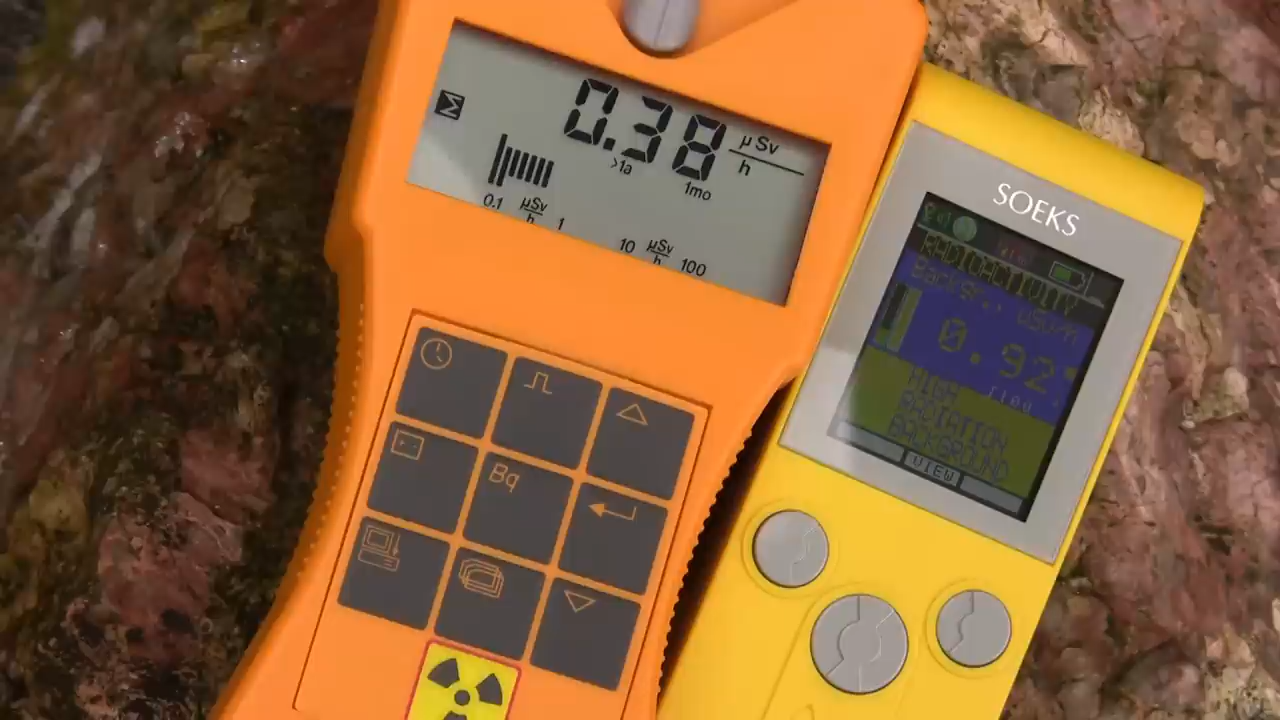 Σ 0.38 µSv/h
>1a
1mo
0.1 µSv/h 1
10 µSv/h 100
Bq
SOEKS
RADIOACTIVITY
µSv/h
0.92
HIGH
RADIATION
BACKGROUND
VIEW